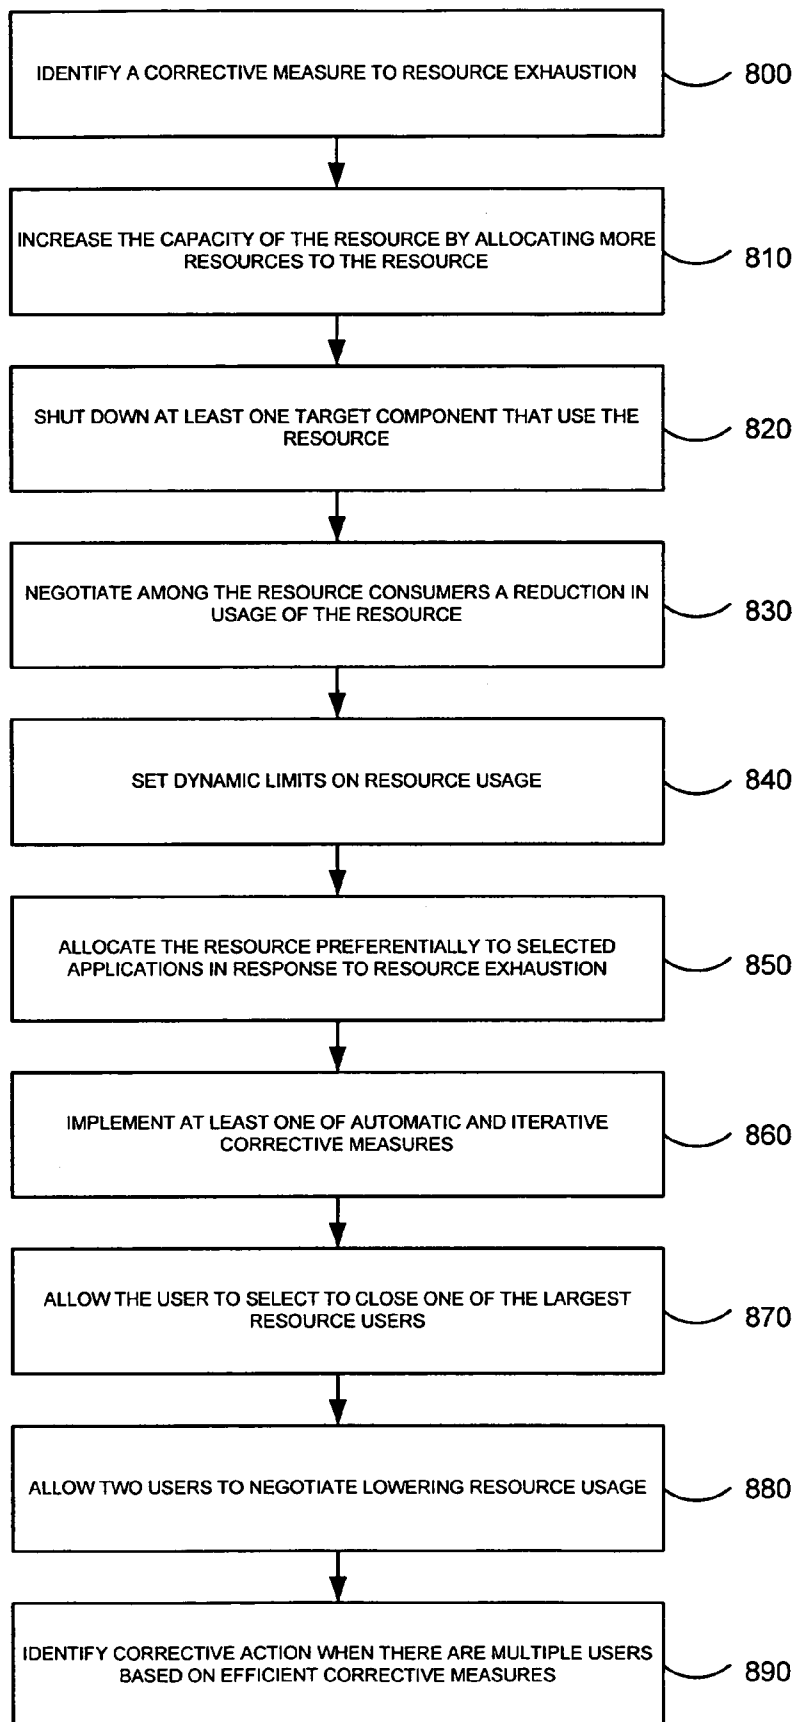 IDENTIFY A CORRECTIVE MEASURE TO RESOURCE EXHAUSTION
800
INCREASE THE CAPACITY OF THE RESOURCE BY ALLOCATING MORE
RESOURCES TO THE RESOURCE
810
SHUT DOWN AT LEAST ONE TARGET COMPONENT THAT USE THE
RESOURCE
820
NEGOTIATE AMONG THE RESOURCE CONSUMERS A REDUCTION IN
USAGE OF THE RESOURCE
830
SET DYNAMIC LIMITS ON RESOURCE USAGE
840
ALLOCATE THE RESOURCE PREFERENTIALLY TO SELECTED
APPLICATIONS IN RESPONSE TO RESOURCE EXHAUSTION
850
IMPLEMENT AT LEAST ONE OF AUTOMATIC AND ITERATIVE
CORRECTIVE MEASURES
860
ALLOW THE USER TO SELECT TO CLOSE ONE OF THE LARGEST
RESOURCE USERS
870
ALLOW TWO USERS TO NEGOTIATE LOWERING RESOURCE USAGE
880
IDENTIFY CORRECTIVE ACTION WHEN THERE ARE MULTIPLE USERS
BASED ON EFFICIENT CORRECTIVE MEASURES
890